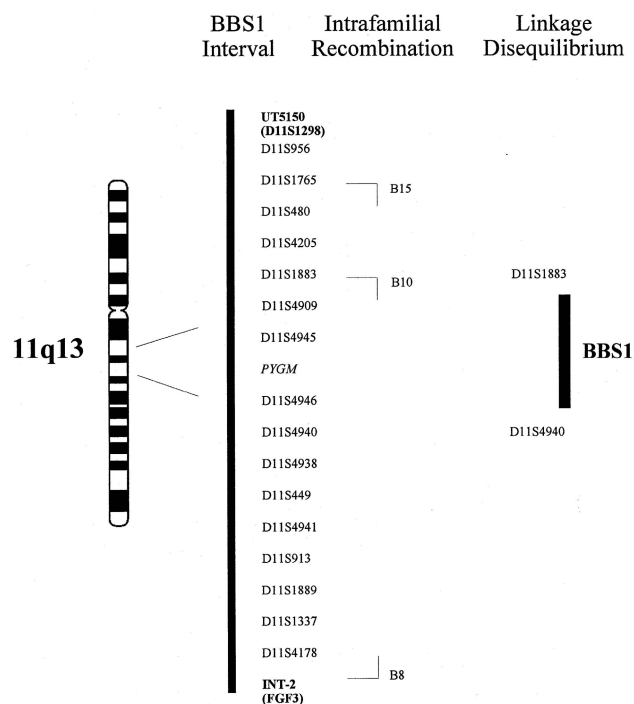 BBS1 Interval
Intrafamilial Recombination
Linkage Disequilibrium
UT5150
(D11S1298)
D11S956
D11S1765
B15
D11S480
D11S4205
D11S1883
B10
D11S1883
D11S4909
D11S4945
11q13
BBS1
PYGM
D11S4946
D11S4940
D11S4940
D11S4938
D11S449
D11S4941
D11S913
D11S1889
D11S1337
D11S4178
B8
INT-2
(FGF3)